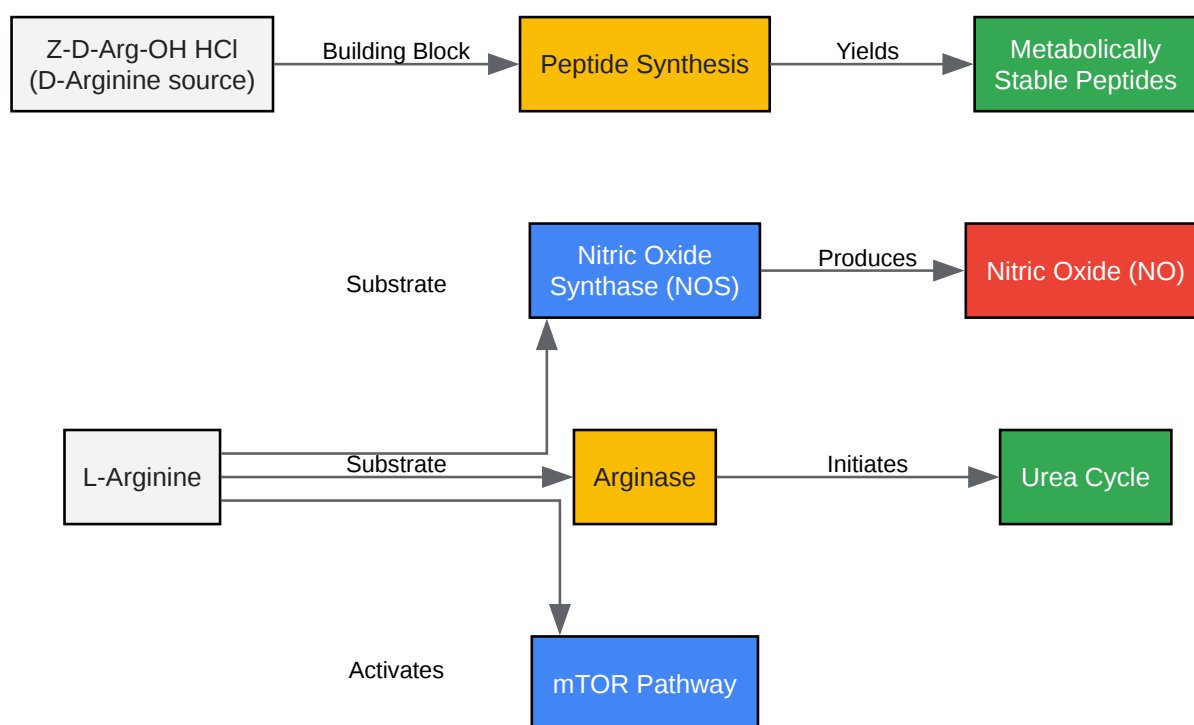 Z-D-Arg-OH HCl
(D-Arginine source)
Building Block
Peptide Synthesis
Yields
Metabolically
Stable Peptides
Substrate
Nitric Oxide
Synthase (NOS)
Produces
Nitric Oxide (NO)
L-Arginine
Substrate
Arginase
Initiates
Urea Cycle
Activates
mTOR Pathway